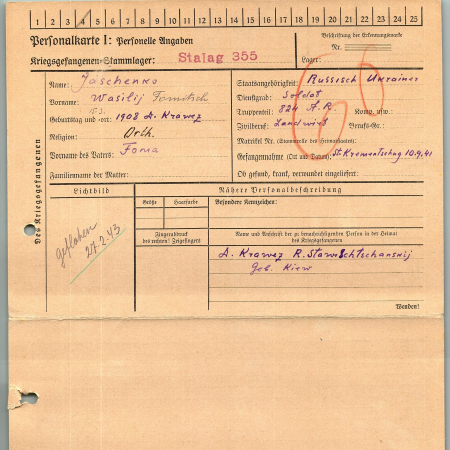 1 2 3 4 5 6 7 8 9 10 11 12 13 14 15 16 17 18 19 20 21 22 23 24 25
Personalkarte I: Personelle Angaben
Kriegsgefangenen-Stammlager: Stalag 355
Beschriftung der Erkennungsmarke
Nr.
Lager:
Des Kriegsgefangenen
Name: Jaschenko
Vorname: Wasilij Fomitsch
Geburtstag und -ort: 1908 d. Krawez
Religion: Orth.
Vorname des Vaters: Foma
Familienname der Mutter:
Staatsangehörigkeit: Russisch Ukrainer
Dienstgrad: Soldat
Truppenteil: 824 A.R. Komp. usw.:
Zivilberuf: Landwirt Berufs-Gr.:
Matrikel Nr. (Stammrolle des Heimatstaates):
Gefangennahme (Ort und Datum): St. Krementschug 10.9.41
Ob gesund, krank, verwundet eingeliefert:
Lichtbild
geflohen
27.2.43
Nähere Personalbeschreibung
Größe
Haarfarbe
Besondere Kennzeichen:
Fingerabdruck
des rechten! Zeigefingers
Name und Anschrift der zu benachrichtigenden Person in der Heimat
des Kriegsgefangenen
d. Krawez R. Stawischtschanskij
Geb. Kiew
Wenden!